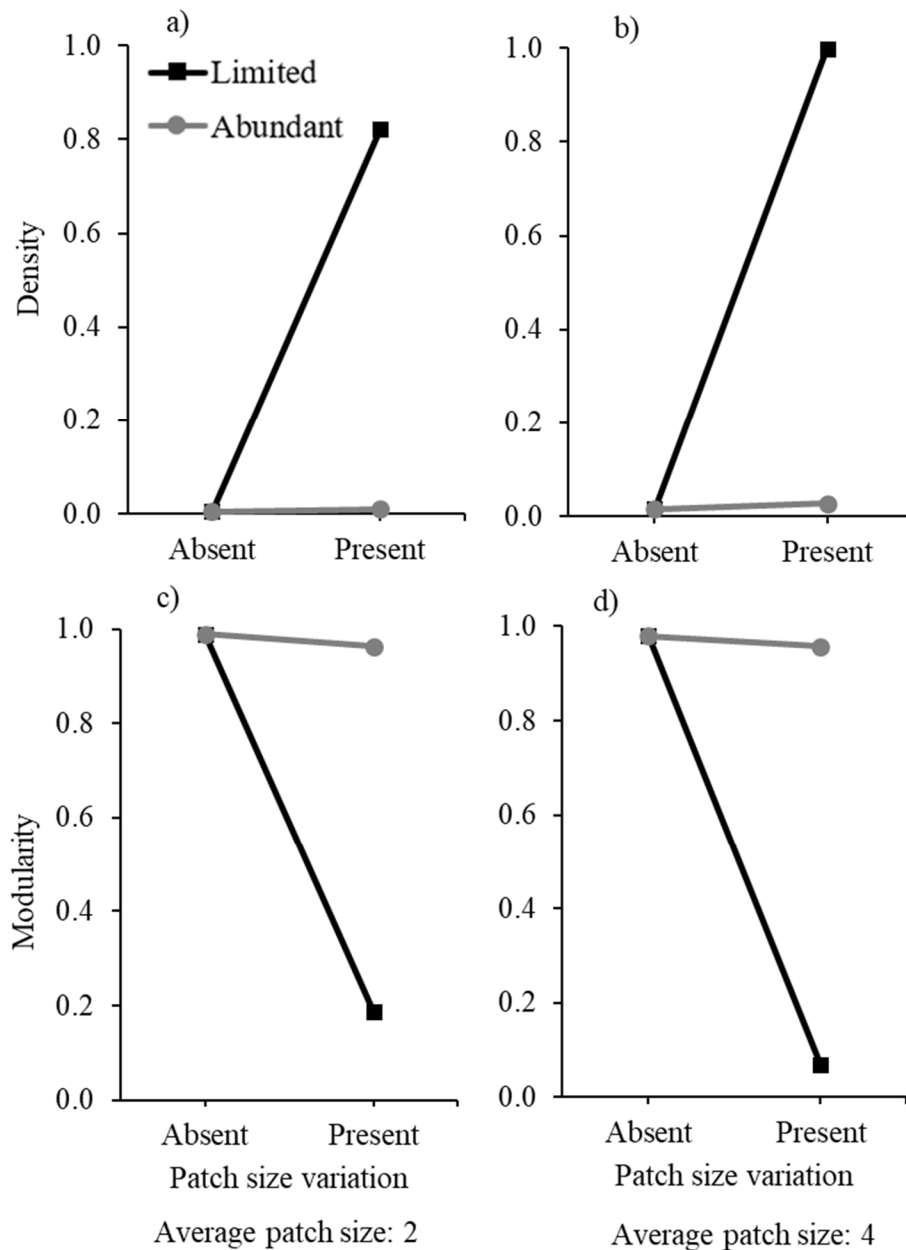 a)
1.0
0.8
0.6
0.4
0.2
0.0
Density
Limited
Abundant
Absent Present
b)
1.0
0.8
0.6
0.4
0.2
0.0
Absent Present
c)
1.0
0.8
0.6
0.4
0.2
0.0
Modularity
Absent Present
Patch size variation
Average patch size: 2
d)
1.0
0.8
0.6
0.4
0.2
0.0
Absent Present
Patch size variation
Average patch size: 4